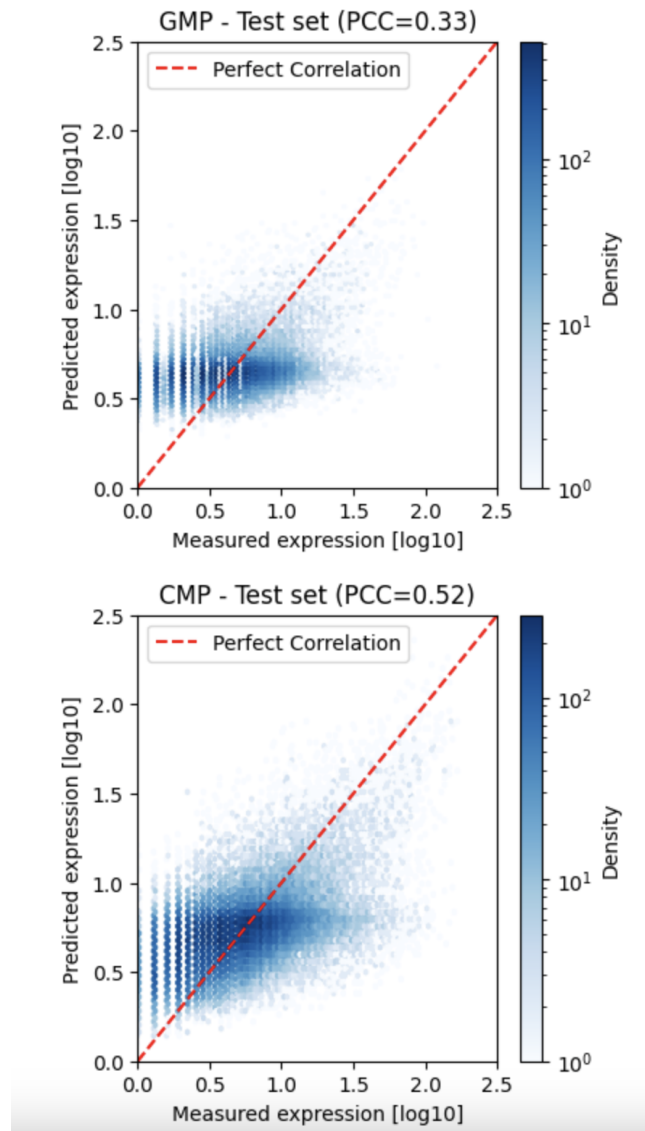 GMP - Test set (PCC=0.33)
Perfect Correlation
2.5
2.0
1.5
1.0
0.5
0.0
Predicted expression [log10]
0.0 0.5 1.0 1.5 2.0 2.5
Measured expression [log10]
10²
10¹
10⁰
Density
CMP - Test set (PCC=0.52)
Perfect Correlation
2.5
2.0
1.5
1.0
0.5
0.0
Predicted expression [log10]
0.0 0.5 1.0 1.5 2.0 2.5
Measured expression [log10]
10²
10¹
10⁰
Density